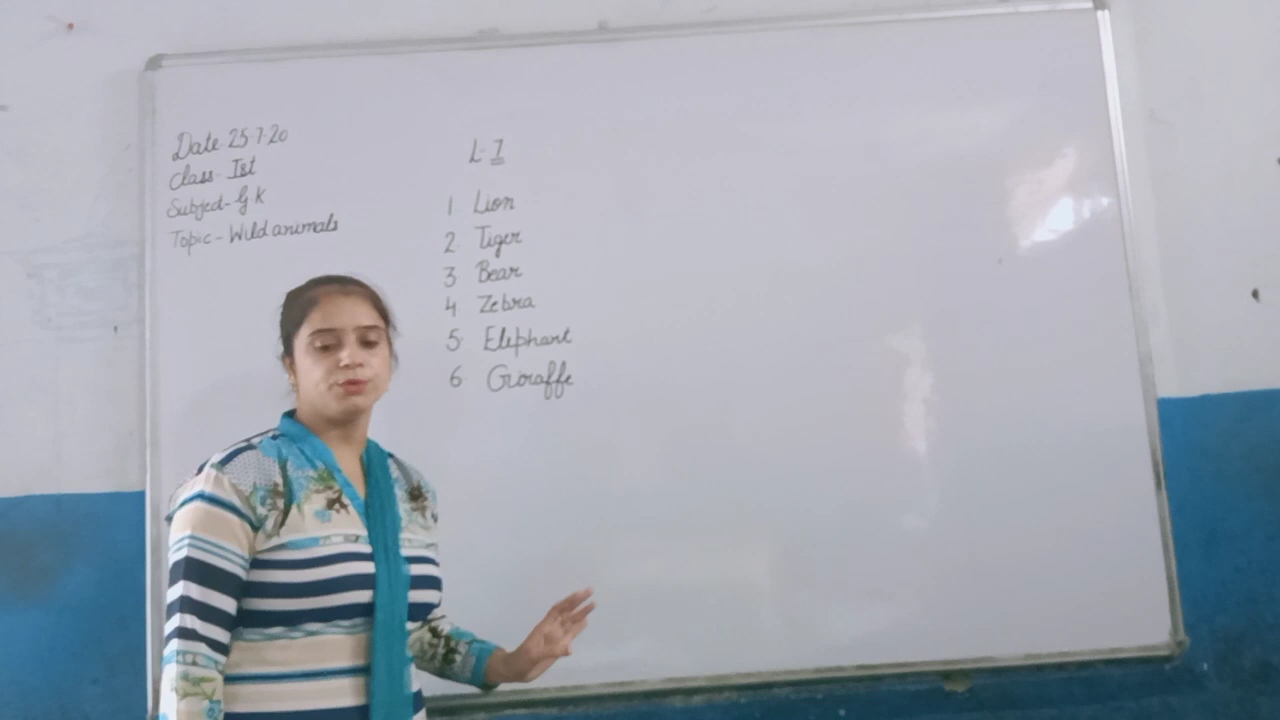 Date 25.7.20
Class- Ist
Subject- G K
Topic - Wild animals
L-7
1 Lion
2 Tiger
3 Bear
4 Zebra
5 Elephant
6 Giraffe